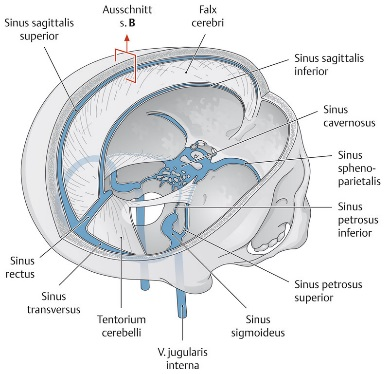 Ausschnitt
s. B
Falx
cerebri
Sinus sagittalis
superior
Sinus sagittalis
inferior
Sinus
cavernosus
Sinus
spheno-
parietalis
Sinus
petrosus
inferior
Sinus petrosus
superior
Sinus
sigmoideus
V. jugularis
interna
Tentorium
cerebelli
Sinus
transversus
Sinus
rectus